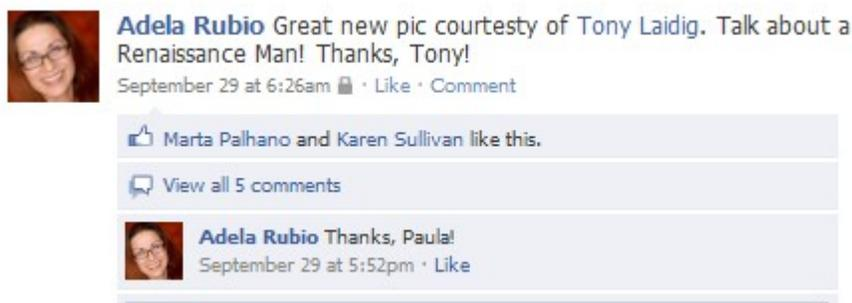 Adela Rubio Great new pic courtesty of Tony Laidig. Talk about a
Renaissance Man! Thanks, Tony!
September 29 at 6:26am · Like · Comment
Marta Palhano and Karen Sullivan like this.
View all 5 comments
Adela Rubio Thanks, Paula!
September 29 at 5:52pm · Like